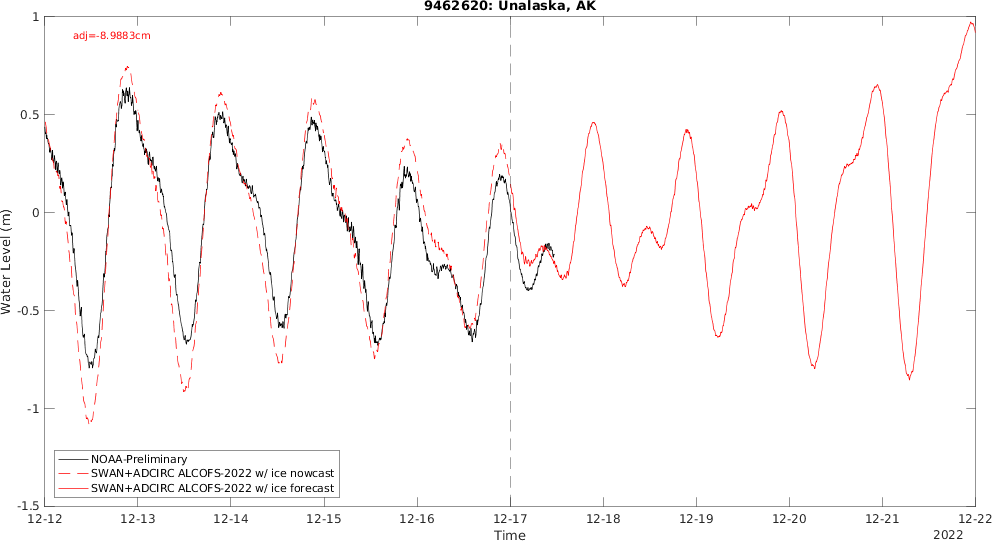 9462620: Unalaska, AK
adj=-8.9883cm
1
0.5
0
-0.5
-1
-1.5
Water Level (m)
NOAA-Preliminary
SWAN+ADCIRC ALCOFS-2022 w/ ice nowcast
SWAN+ADCIRC ALCOFS-2022 w/ ice forecast
12-12 12-13 12-14 12-15 12-16 12-17 12-18 12-19 12-20 12-21 12-22
Time
2022